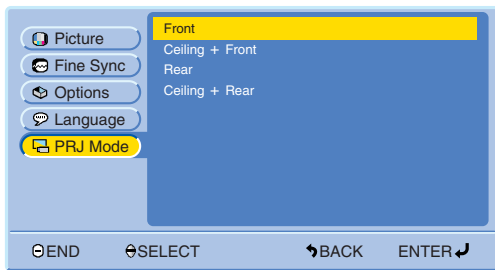 Picture
Fine Sync
Options
Language
PRJ Mode
Front
Ceiling + Front
Rear
Ceiling + Rear
END SELECT BACK ENTER